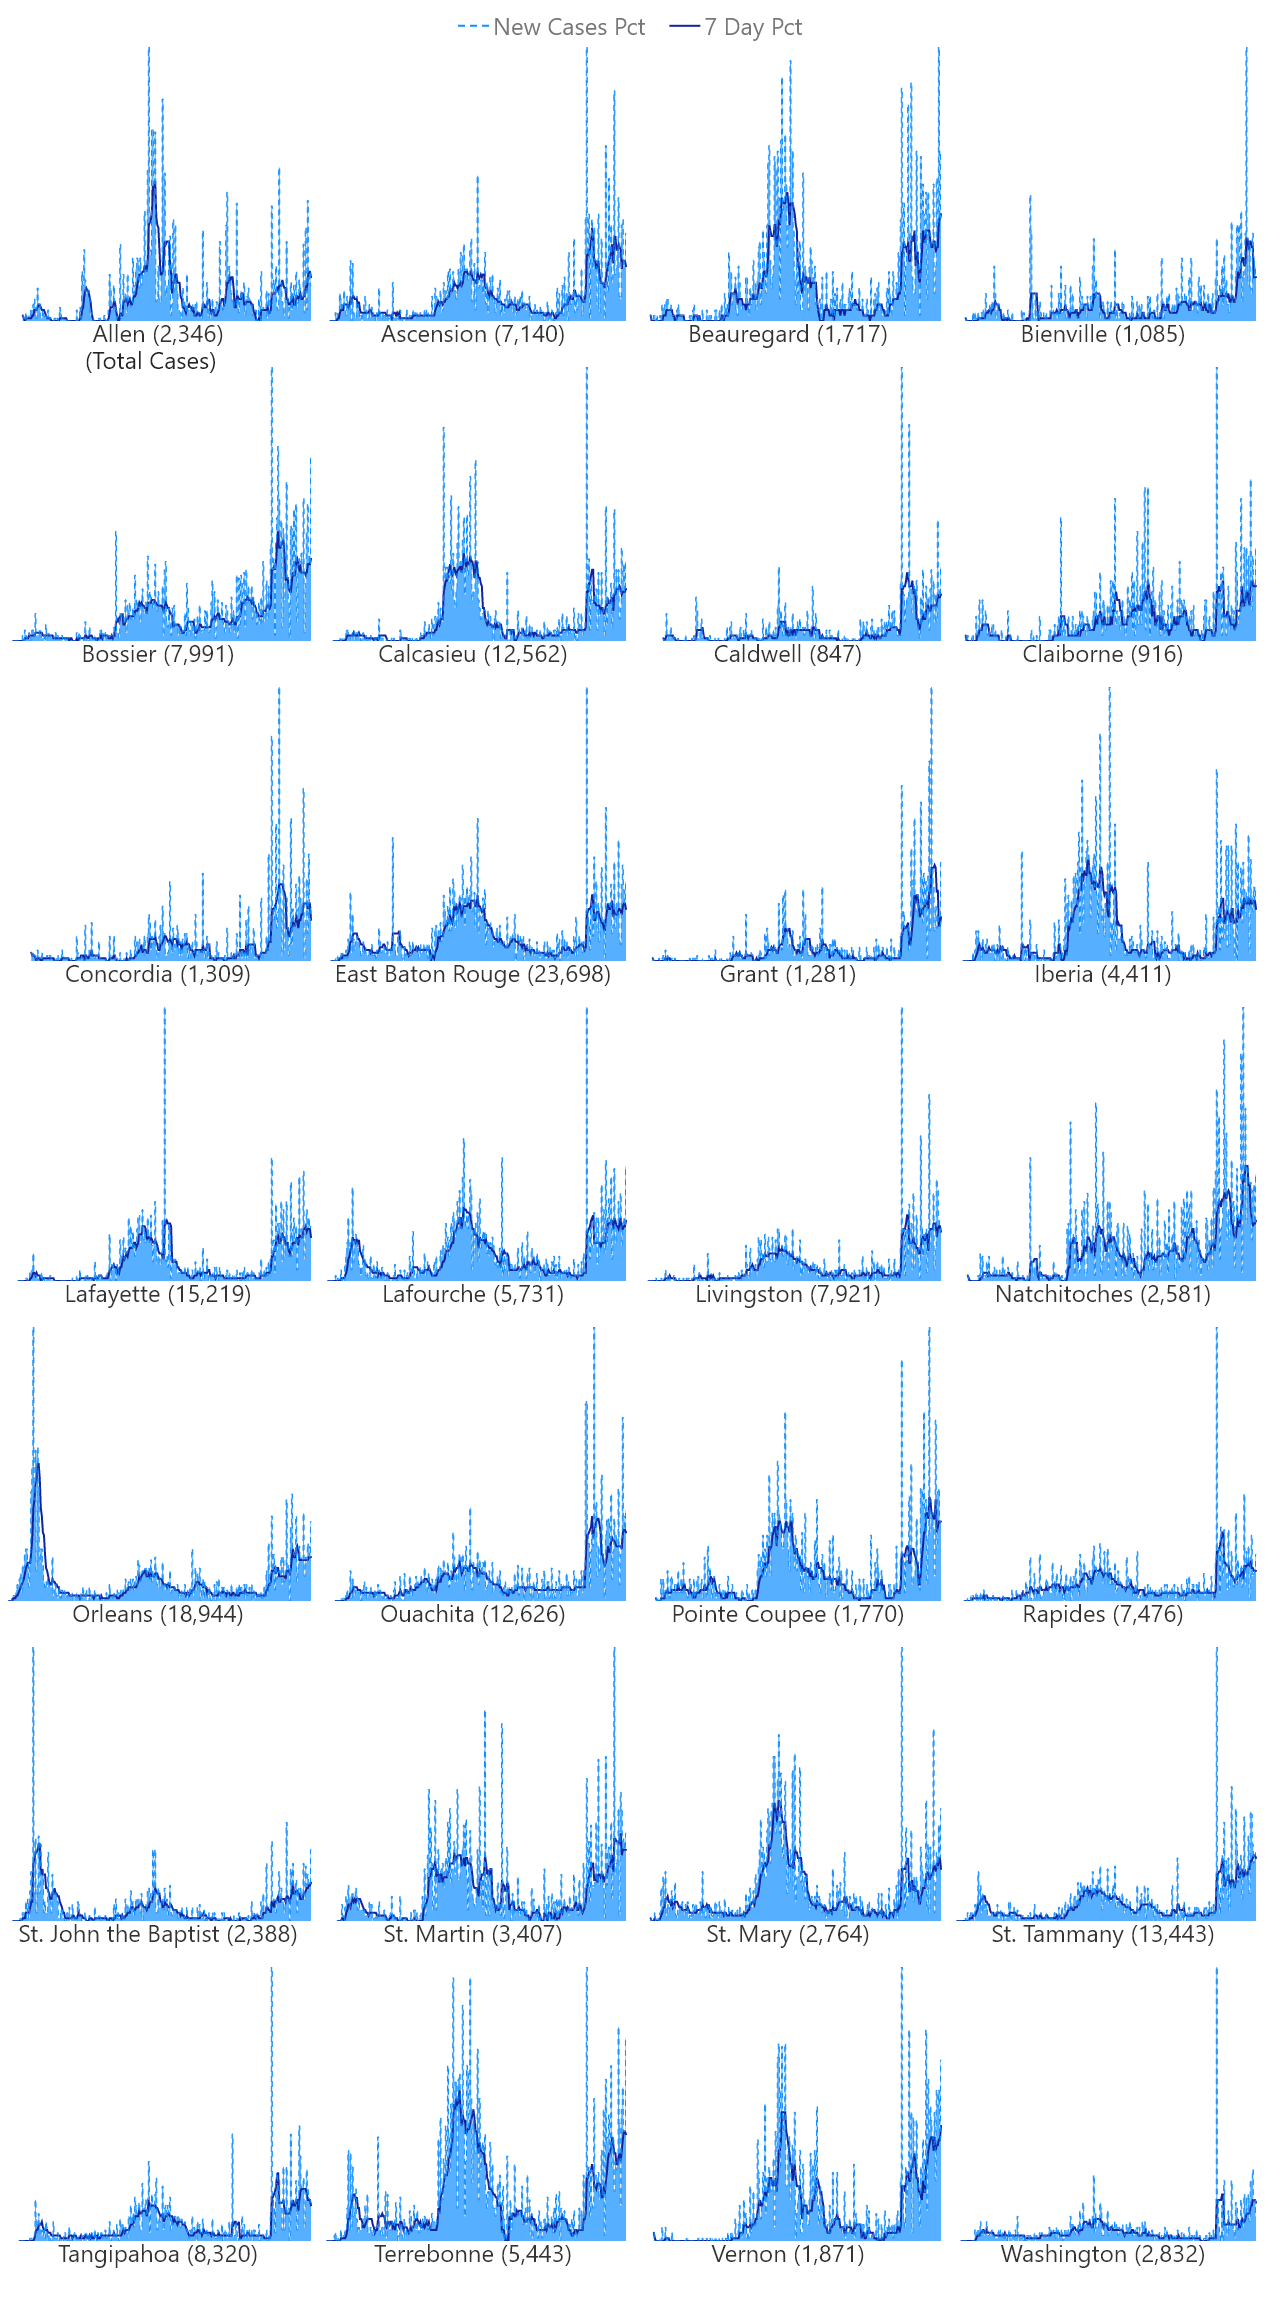 New Cases Pct 7 Day Pct
Allen (2,346) Ascension (7,140) Beauregard (1,717) Bienville (1,085)
(Total Cases)
Bossier (7,991) Calcasieu (12,562) Caldwell (847) Claiborne (916)
Concordia (1,309) East Baton Rouge (23,698) Grant (1,281) Iberia (4,411)
Lafayette (15,219) Lafourche (5,731) Livingston (7,921) Natchitoches (2,581)
Orleans (18,944) Ouachita (12,626) Pointe Coupee (1,770) Rapides (7,476)
St. John the Baptist (2,388) St. Martin (3,407) St. Mary (2,764) St. Tammany (13,443)
Tangipahoa (8,320) Terrebonne (5,443) Vernon (1,871) Washington (2,832)